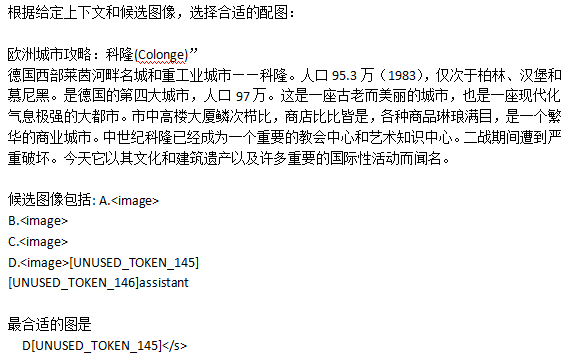 根据给定上下文和候选图像，选择合适的配图：
欧洲城市攻略：科隆(Colonge)”
德国西部莱茵河畔名城和重工业城市——科隆。人口 95.3 万（1983），仅次于柏林、汉堡和
慕尼黑。是德国的第四大城市，人口 97 万。这是一座古老而美丽的城市，也是一座现代化
气息极强的大都市。市中高楼大厦鳞次栉比，商店比比皆是，各种商品琳琅满目，是一个繁
华的商业城市。中世纪科隆已经成为一个重要的教会中心和艺术知识中心。二战期间遭到严
重破坏。今天它以其文化和建筑遗产以及许多重要的国际性活动而闻名。
候选图像包括: A.<image>
B.<image>
C.<image>
D.<image>[UNUSED_TOKEN_145]
[UNUSED_TOKEN_146]assistant
最合适的图是
D[UNUSED_TOKEN_145]</s>